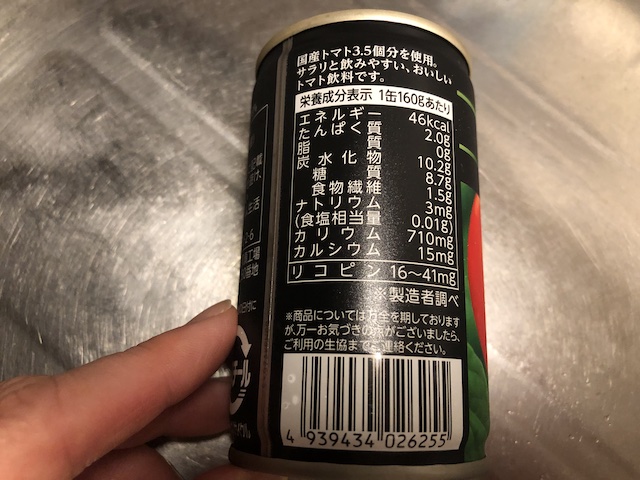 国産トマト3.5個分を使用。
サラリと飲みやすい、おいしい
トマト飲料です。
栄養成分表示 1缶160gあたり
エネルギー 46kcal
たんぱく質 2.0g
脂質 0g
炭水化物 10.2g
糖質 8.7g
食物繊維 1.5g
ナトリウム 3mg
(食塩相当量 0.01g)
カリウム 710mg
カルシウム 15mg
リコピン 16〜41mg
※製造者調べ
※商品については万全を期しております
が、万一お気づきの点がございましたら、
ご利用の生協までご連絡ください。
4 939434 026255